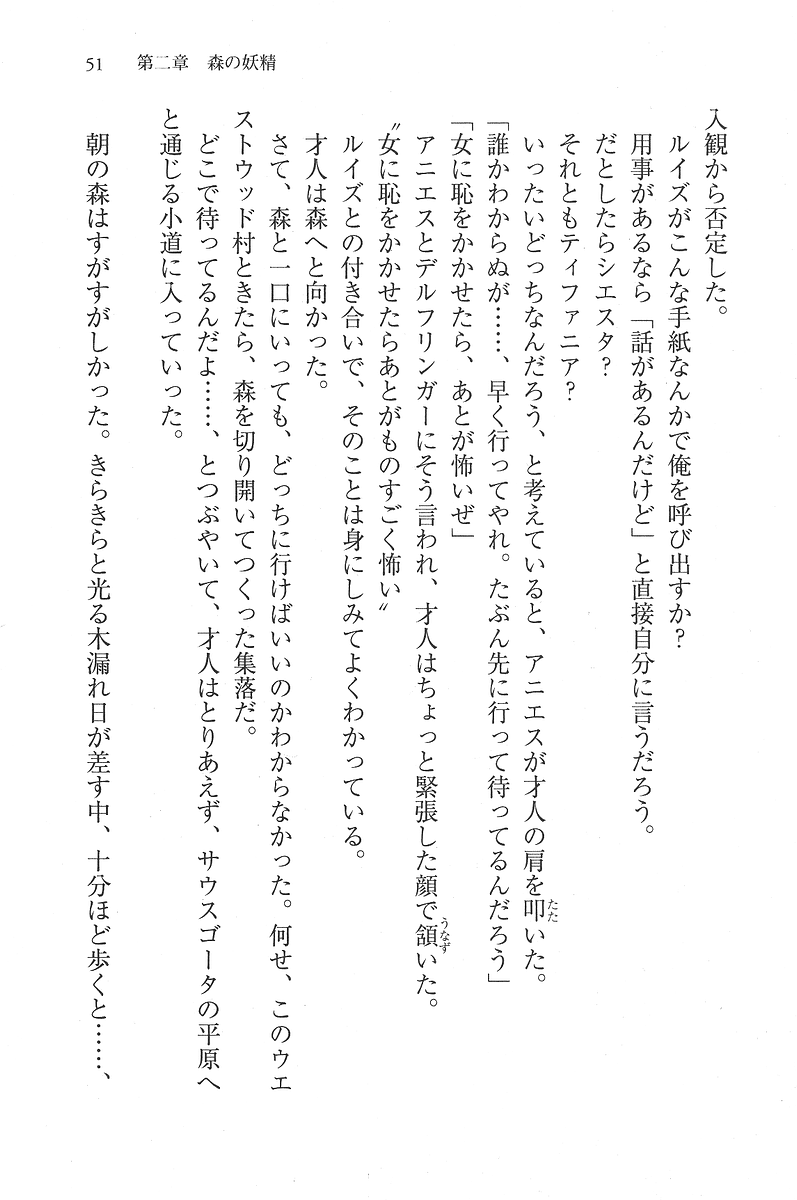 51　第二章　森の妖精
入観から否定した。
　ルイズがこんな手紙なんかで俺を呼び出すか?
　用事があるなら「話があるんだけど」と直接自分に言うだろう。
　だとしたらシエスタ?
　それともティファニア?
　いったいどっちなんだろう、と考えていると、アニエスが才人の肩を叩いた。
「誰かわからぬが……、早く行ってやれ。たぶん先に行って待ってるんだろう」
「女に恥をかかせたら、あとが怖いぜ」
　アニエスとデルフリンガーにそう言われ、才人はちょっと緊張した顔で頷いた。
〝女に恥をかかせたらあとがものすごく怖い〟
　ルイズとの付き合いで、そのことは身にしみてよくわかっている。
　才人は森へと向かった。
　さて、森と一口にいっても、どっちに行けばいいのかわからなかった。何せ、このウエ
ストウッド村ときたら、森を切り開いてつくった集落だ。
　どこで待ってるんだよ……、とつぶやいて、才人はとりあえず、サウスゴータの平原へ
と通じる小道に入っていった。
　朝の森はすがすがしかった。きらきらと光る木漏れ日が差す中、十分ほど歩くと……、